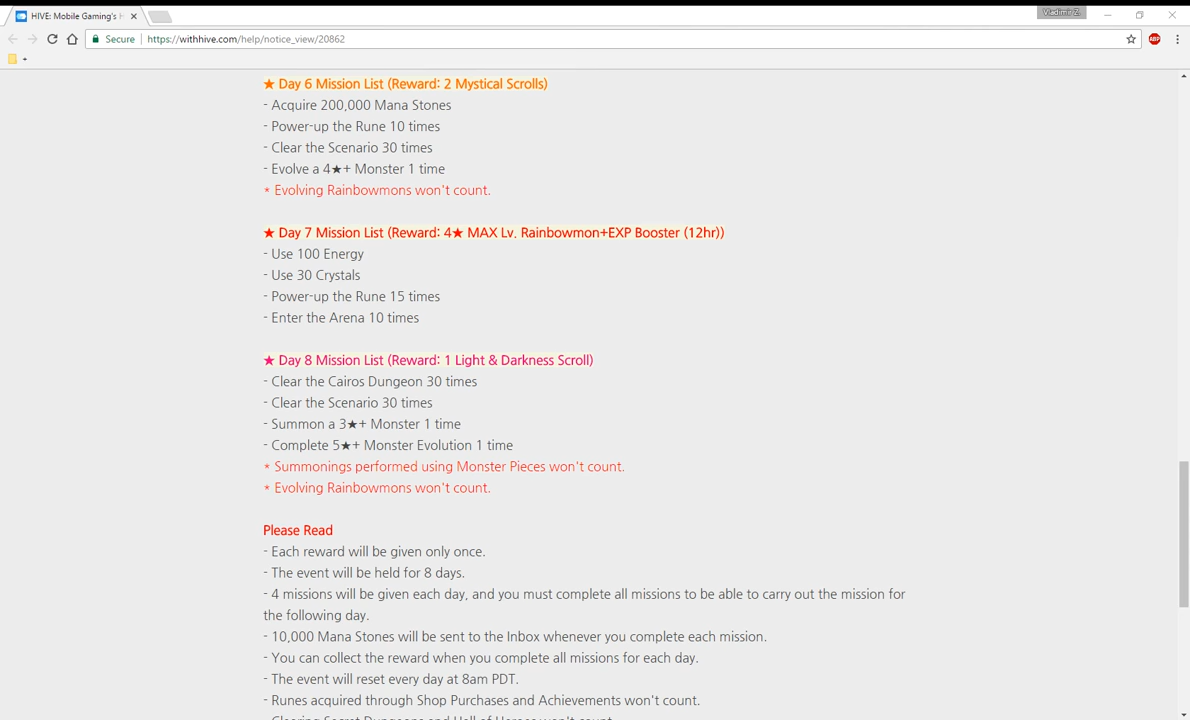 HIVE: Mobile Gaming's
Vladimir Z.
Secure https://withhive.com/help/notice_view/20862
ABP
★ Day 6 Mission List (Reward: 2 Mystical Scrolls)
- Acquire 200,000 Mana Stones
- Power-up the Rune 10 times
- Clear the Scenario 30 times
- Evolve a 4★+ Monster 1 time
* Evolving Rainbowmons won't count.
★ Day 7 Mission List (Reward: 4★ MAX Lv. Rainbowmon+EXP Booster (12hr))
- Use 100 Energy
- Use 30 Crystals
- Power-up the Rune 15 times
- Enter the Arena 10 times
★ Day 8 Mission List (Reward: 1 Light & Darkness Scroll)
- Clear the Cairos Dungeon 30 times
- Clear the Scenario 30 times
- Summon a 3★+ Monster 1 time
- Complete 5★+ Monster Evolution 1 time
* Summonings performed using Monster Pieces won't count.
* Evolving Rainbowmons won't count.
Please Read
- Each reward will be given only once.
- The event will be held for 8 days.
- 4 missions will be given each day, and you must complete all missions to be able to carry out the mission for
the following day.
- 10,000 Mana Stones will be sent to the Inbox whenever you complete each mission.
- You can collect the reward when you complete all missions for each day.
- The event will reset every day at 8am PDT.
- Runes acquired through Shop Purchases and Achievements won't count.
- Clearing Secret Dungeons and Hall of Heroes won't count.